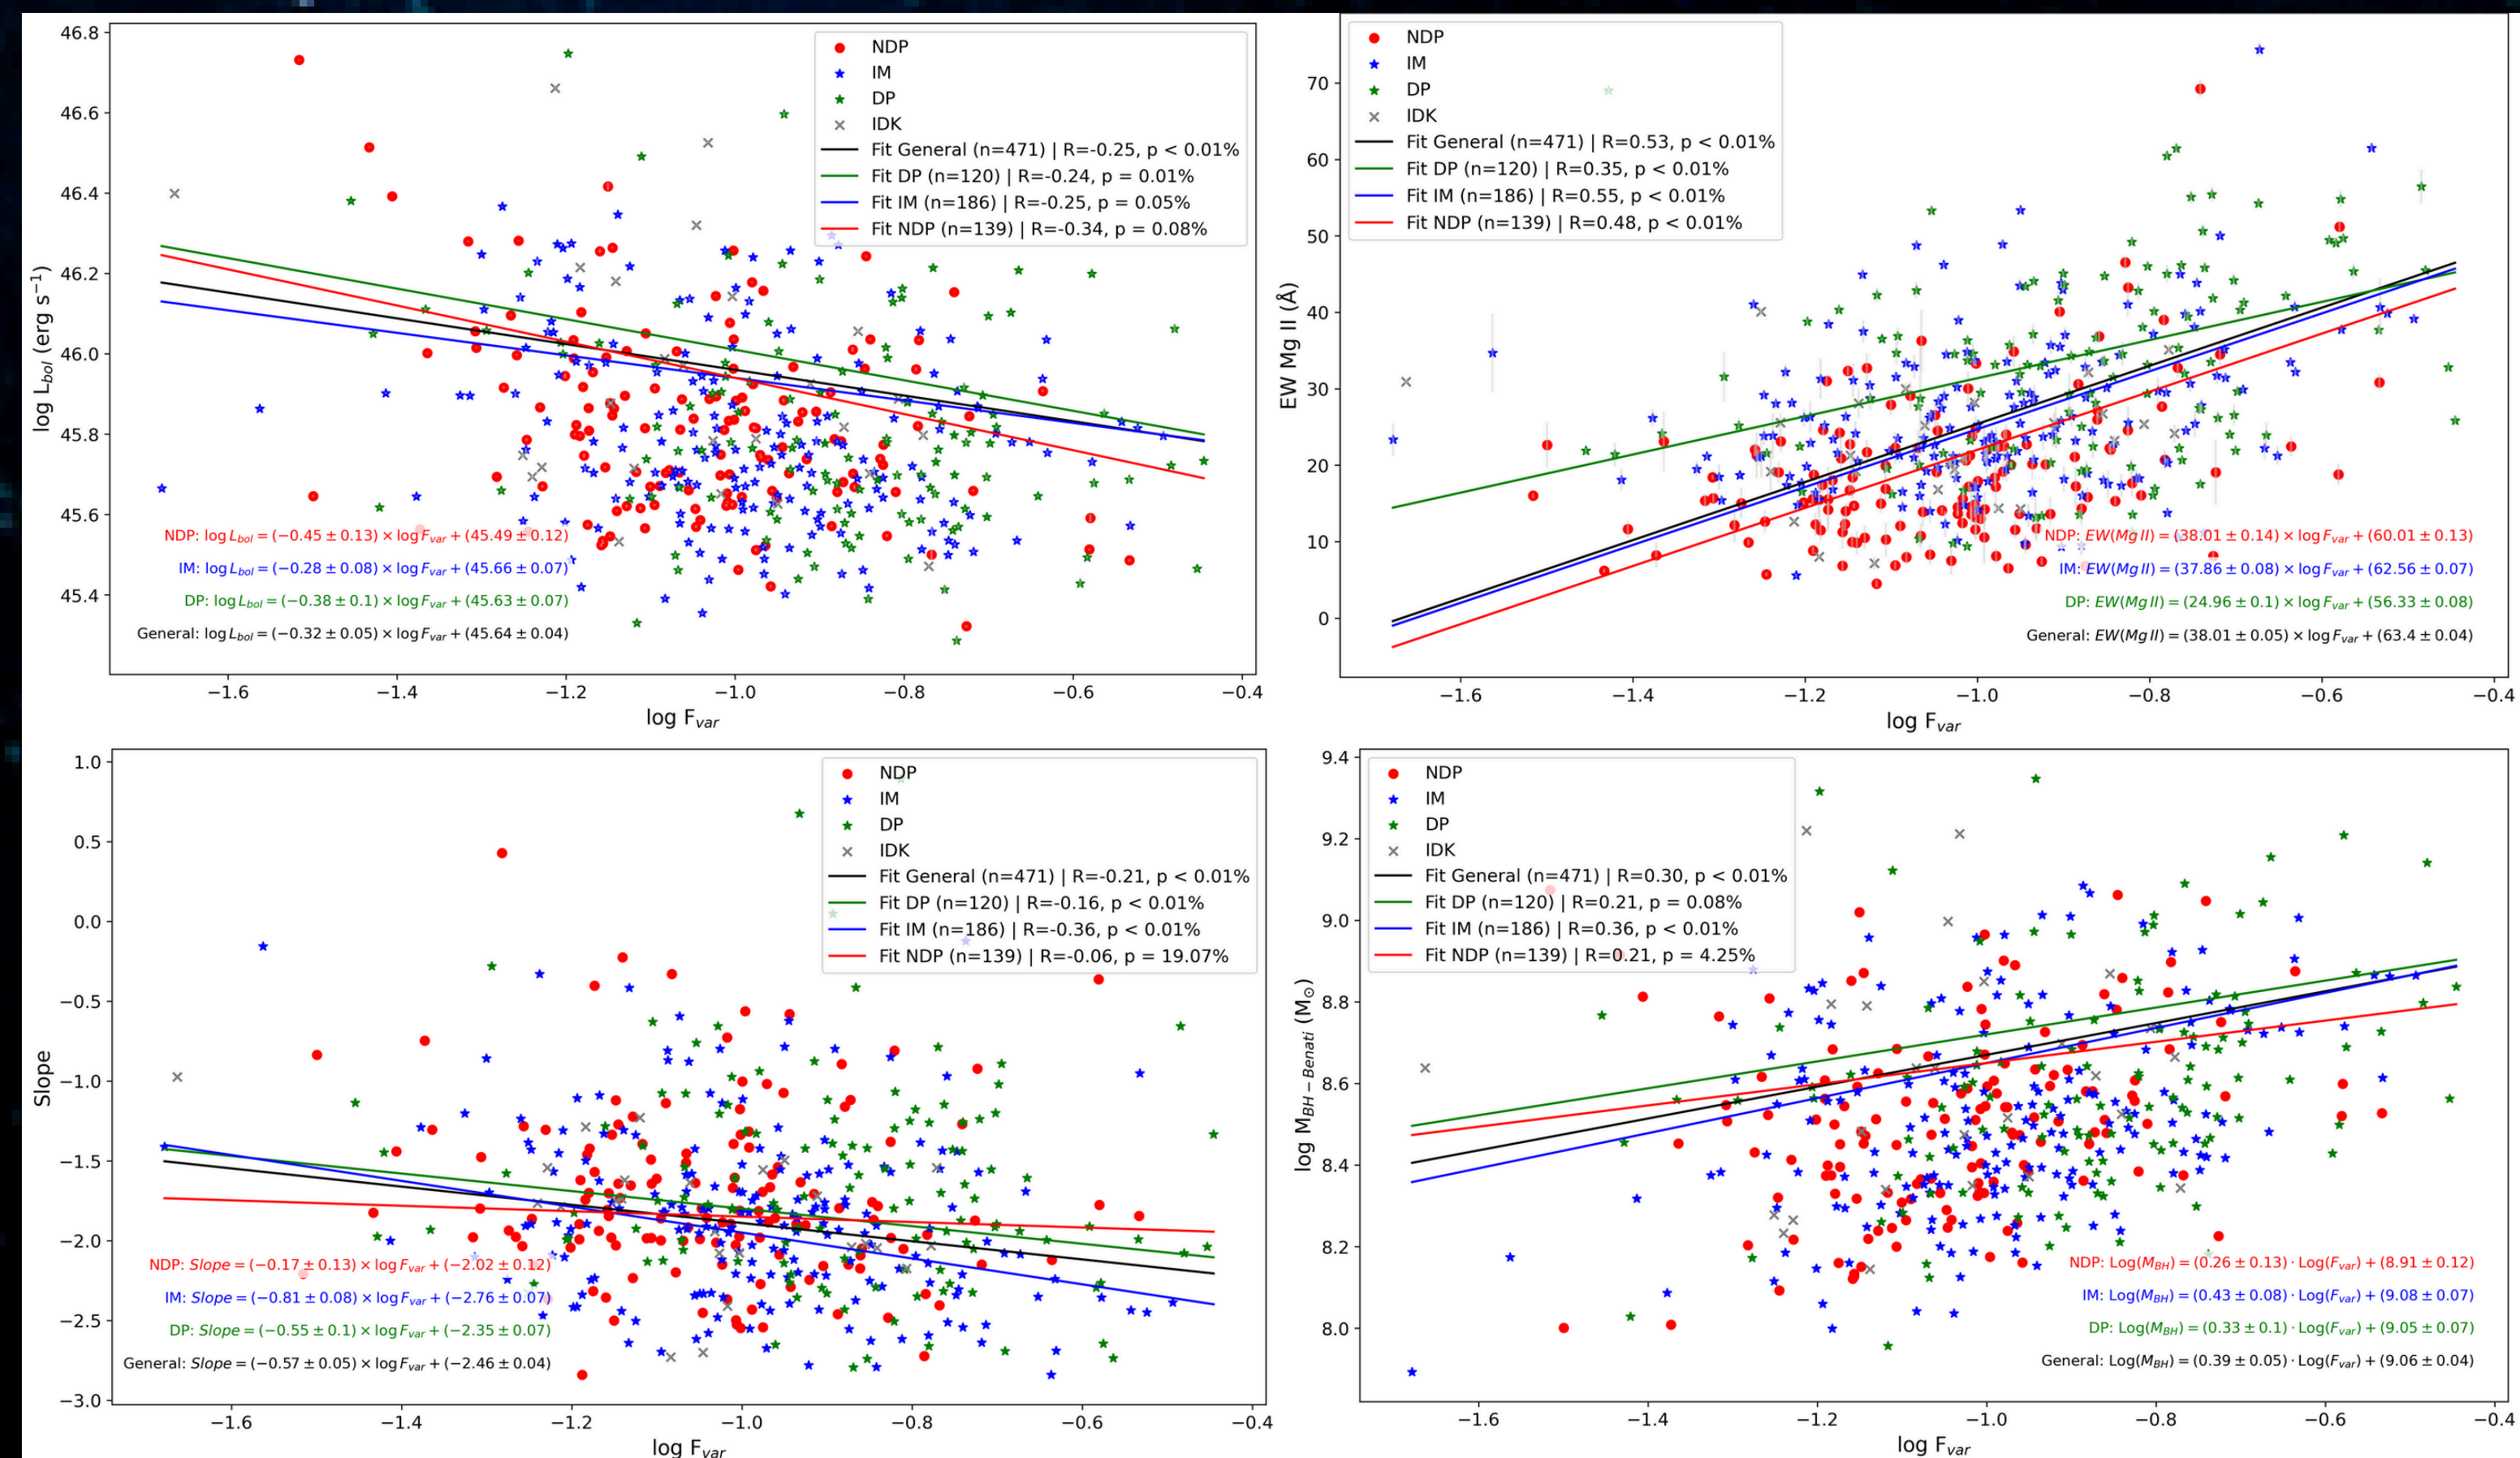 46.8
46.6
46.4
46.2
46.0
45.8
45.6
45.4
log L_bol (erg s⁻¹)
NDP
IM
DP
IDK
Fit General (n=471) | R=-0.25, p < 0.01%
Fit DP (n=120) | R=-0.24, p = 0.01%
Fit IM (n=186) | R=-0.25, p = 0.05%
Fit NDP (n=139) | R=-0.34, p = 0.08%
NDP: log L_bol = (−0.45 ± 0.13) × log F_var + (45.49 ± 0.12)
IM: log L_bol = (−0.28 ± 0.08) × log F_var + (45.66 ± 0.07)
DP: log L_bol = (−0.38 ± 0.1) × log F_var + (45.63 ± 0.07)
General: log L_bol = (−0.32 ± 0.05) × log F_var + (45.64 ± 0.04)
−1.6 −1.4 −1.2 −1.0 −0.8 −0.6 −0.4
log F_var
70
60
50
40
30
20
10
0
EW Mg II (Å)
NDP
IM
DP
IDK
Fit General (n=471) | R=0.53, p < 0.01%
Fit DP (n=120) | R=0.35, p < 0.01%
Fit IM (n=186) | R=0.55, p < 0.01%
Fit NDP (n=139) | R=0.48, p < 0.01%
NDP: EW(Mg II) = (38.01 ± 0.14) × log F_var + (60.01 ± 0.13)
IM: EW(Mg II) = (37.86 ± 0.08) × log F_var + (62.56 ± 0.07)
DP: EW(Mg II) = (24.96 ± 0.1) × log F_var + (56.33 ± 0.08)
General: EW(Mg II) = (38.01 ± 0.05) × log F_var + (63.4 ± 0.04)
−1.6 −1.4 −1.2 −1.0 −0.8 −0.6 −0.4
log F_var
1.0
0.5
0.0
−0.5
−1.0
−1.5
−2.0
−2.5
−3.0
Slope
NDP
IM
DP
IDK
Fit General (n=471) | R=-0.21, p < 0.01%
Fit DP (n=120) | R=-0.16, p < 0.01%
Fit IM (n=186) | R=-0.36, p < 0.01%
Fit NDP (n=139) | R=-0.06, p = 19.07%
NDP: Slope = (−0.17 ± 0.13) × log F_var + (−2.02 ± 0.12)
IM: Slope = (−0.81 ± 0.08) × log F_var + (−2.76 ± 0.07)
DP: Slope = (−0.55 ± 0.1) × log F_var + (−2.35 ± 0.07)
General: Slope = (−0.57 ± 0.05) × log F_var + (−2.46 ± 0.04)
−1.6 −1.4 −1.2 −1.0 −0.8 −0.6 −0.4
log F_var
9.4
9.2
9.0
8.8
8.6
8.4
8.2
8.0
log M_BH−Benati (M_⊙)
NDP
IM
DP
IDK
Fit General (n=471) | R=0.30, p < 0.01%
Fit DP (n=120) | R=0.21, p = 0.08%
Fit IM (n=186) | R=0.36, p < 0.01%
Fit NDP (n=139) | R=0.21, p = 4.25%
NDP: Log(M_BH) = (0.26 ± 0.13) · Log(F_var) + (8.91 ± 0.12)
IM: Log(M_BH) = (0.43 ± 0.08) · Log(F_var) + (9.08 ± 0.07)
DP: Log(M_BH) = (0.33 ± 0.1) · Log(F_var) + (9.05 ± 0.07)
General: Log(M_BH) = (0.39 ± 0.05) · Log(F_var) + (9.06 ± 0.04)
−1.6 −1.4 −1.2 −1.0 −0.8 −0.6 −0.4
log F_var